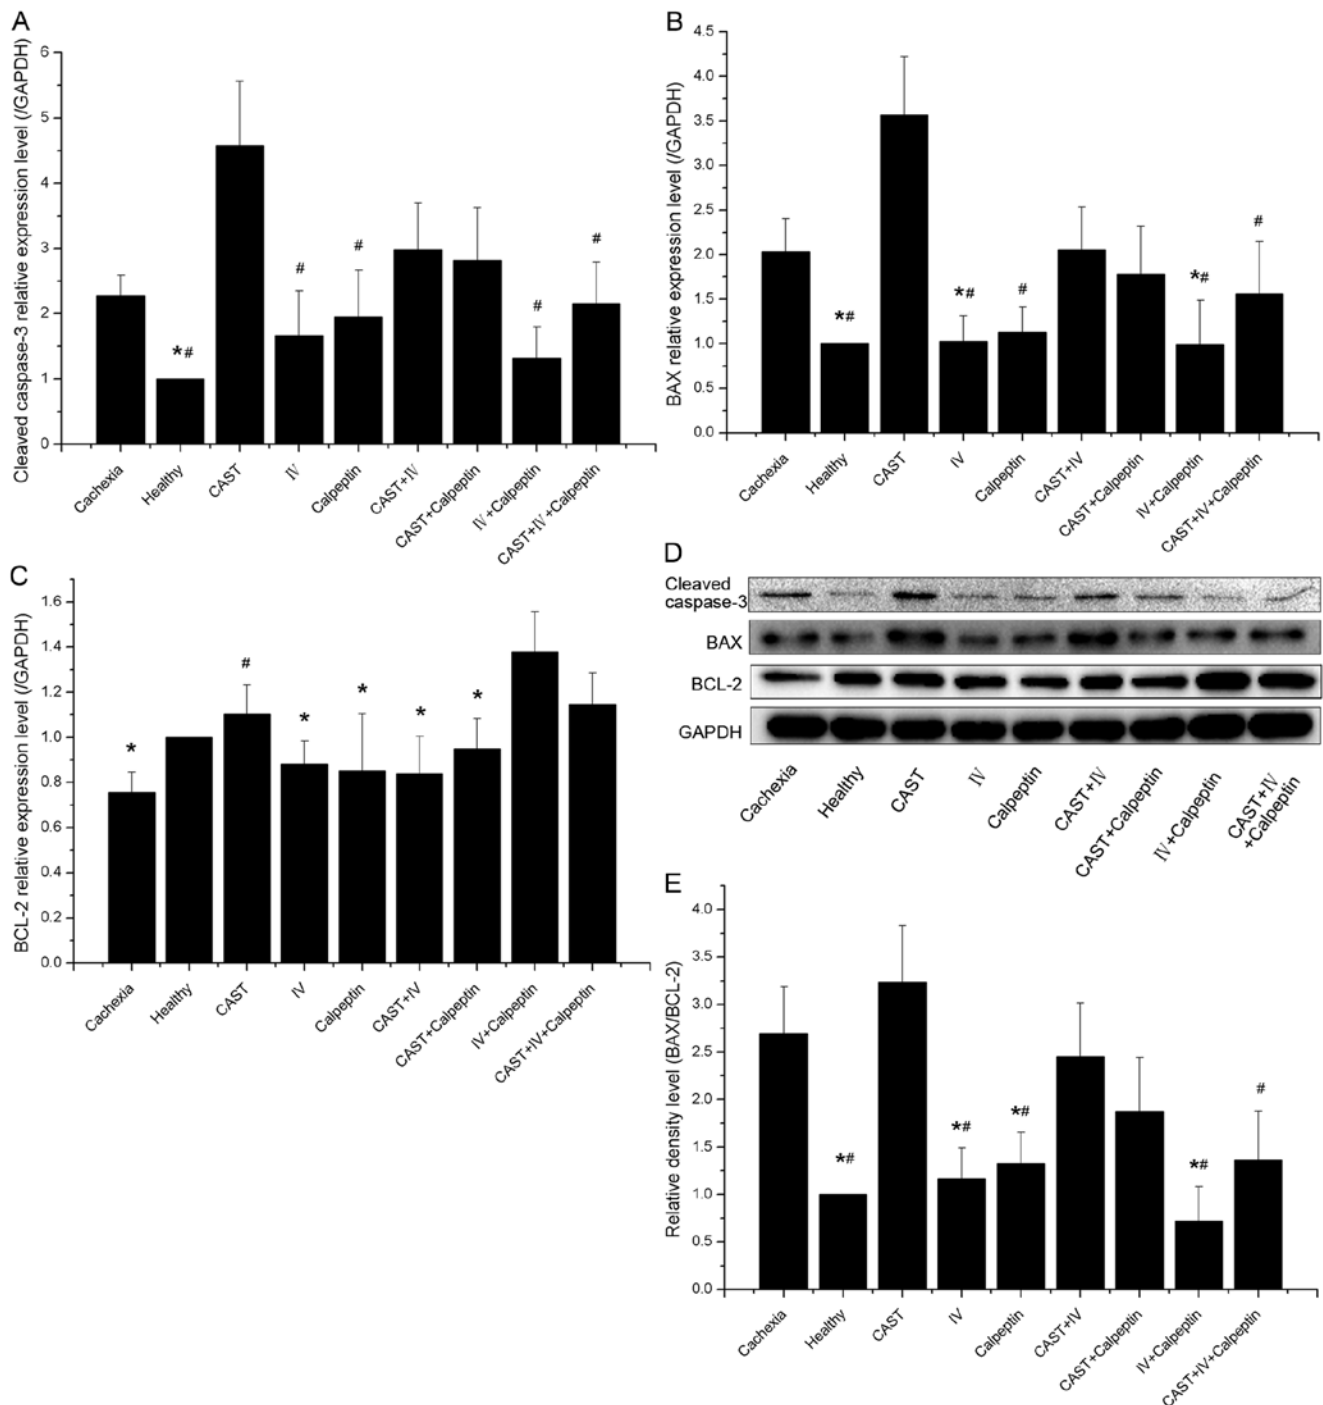 A
Cleaved caspase-3 relative expression level (/GAPDH)
6
5
4
3
2
1
0
*#
#
#
#
#
Cachexia
Healthy
CAST
Ⅳ
Calpeptin
CAST+Ⅳ
CAST+Calpeptin
Ⅳ+Calpeptin
CAST+Ⅳ+Calpeptin
B
BAX relative expression level (/GAPDH)
4.5
4.0
3.5
3.0
2.5
2.0
1.5
1.0
0.5
0.0
*#
*#
#
*#
#
Cachexia
Healthy
CAST
Ⅳ
Calpeptin
CAST+Ⅳ
CAST+Calpeptin
Ⅳ+Calpeptin
CAST+Ⅳ+Calpeptin
C
BCL-2 relative expression level (/GAPDH)
1.6
1.4
1.2
1.0
0.8
0.6
0.4
0.2
0.0
*
#
*
*
*
*
Cachexia
Healthy
CAST
Ⅳ
Calpeptin
CAST+Ⅳ
CAST+Calpeptin
Ⅳ+Calpeptin
CAST+Ⅳ+Calpeptin
D
Cleaved
caspase-3
BAX
BCL-2
GAPDH
Cachexia
Healthy
CAST
Ⅳ
Calpeptin
CAST+Ⅳ
CAST+Calpeptin
Ⅳ+Calpeptin
CAST+Ⅳ
+Calpeptin
E
Relative density level (BAX/BCL-2)
4.0
3.5
3.0
2.5
2.0
1.5
1.0
0.5
0.0
*#
*#
*#
*#
#
Cachexia
Healthy
CAST
Ⅳ
Calpeptin
CAST+Ⅳ
CAST+Calpeptin
Ⅳ+Calpeptin
CAST+Ⅳ+Calpeptin